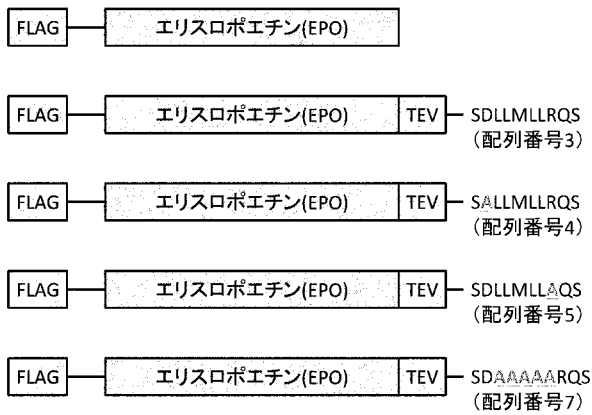 FLAG エリスロポエチン(EPO)
FLAG エリスロポエチン(EPO) TEV SDLLMLLRQS
(配列番号3)
FLAG エリスロポエチン(EPO) TEV SALLMLLRQS
(配列番号4)
FLAG エリスロポエチン(EPO) TEV SDLLMLLAQS
(配列番号5)
FLAG エリスロポエチン(EPO) TEV SDAAAAARQS
(配列番号7)